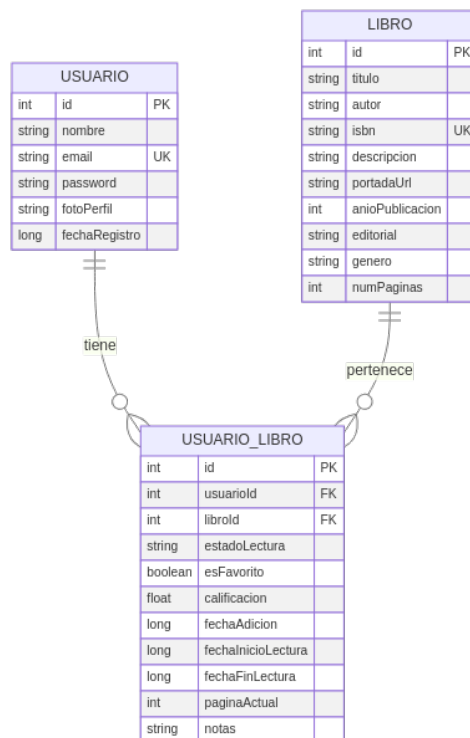 USUARIO
int id PK
string nombre
string email UK
string password
string fotoPerfil
long fechaRegistro
LIBRO
int id PK
string titulo
string autor
string isbn UK
string descripcion
string portadaUrl
int anioPublicacion
string editorial
string genero
int numPaginas
tiene
pertenece
USUARIO_LIBRO
int id PK
int usuarioId FK
int libroId FK
string estadoLectura
boolean esFavorito
float calificacion
long fechaAdicion
long fechaInicioLectura
long fechaFinLectura
int paginaActual
string notas